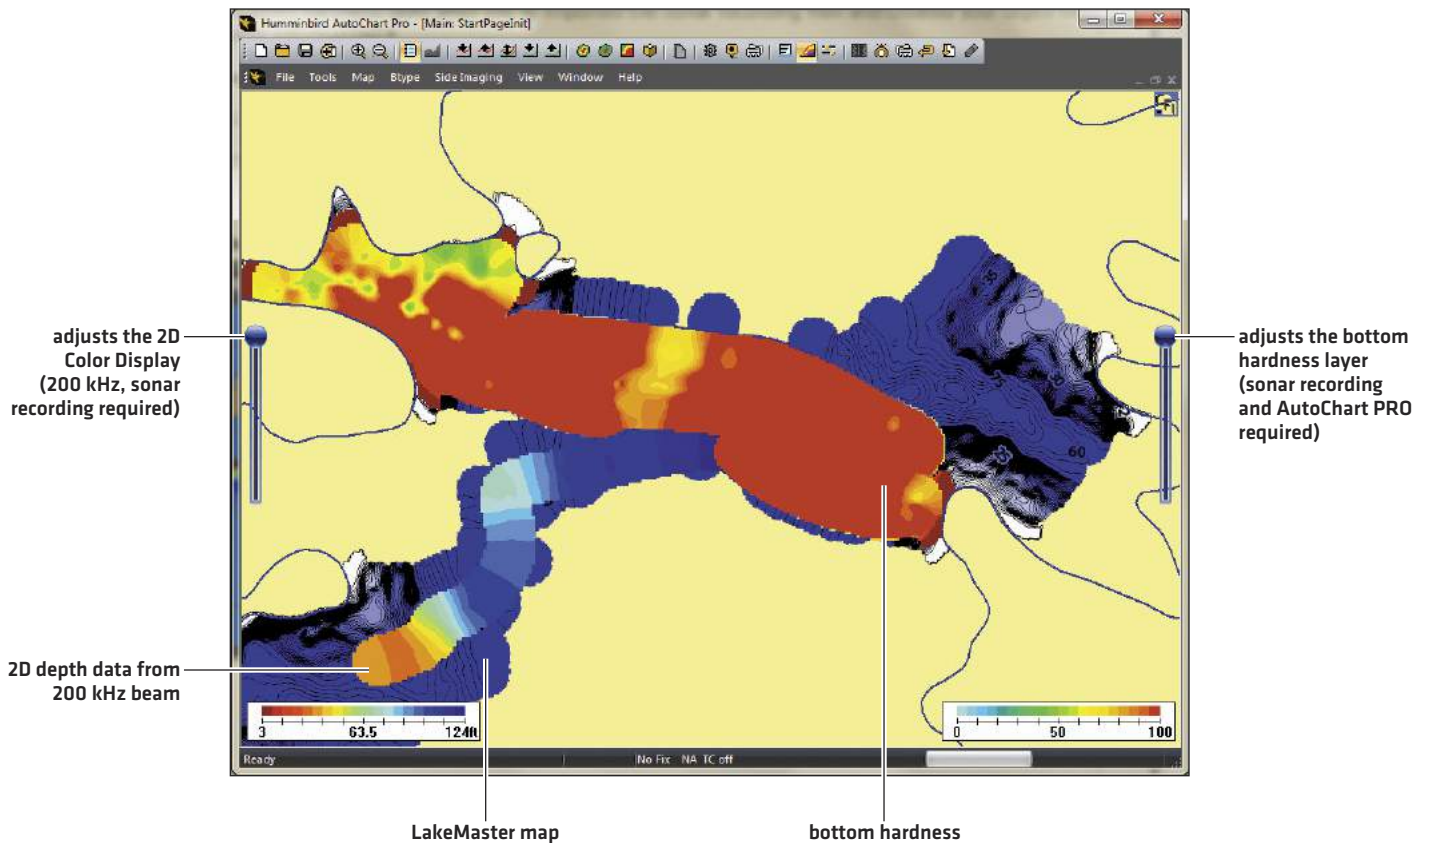 Humminbird AutoChart Pro - [Main: StartPageInit]
File Tools Map Btype Side Imaging View Window Help
adjusts the 2D
Color Display
(200 kHz, sonar
recording required)
adjusts the bottom
hardness layer
(sonar recording
and AutoChart PRO
required)
35
60
2D depth data from
200 kHz beam
3 63.5 124ft
0 50 100
Ready
No Fix NA TC off
LakeMaster map
bottom hardness